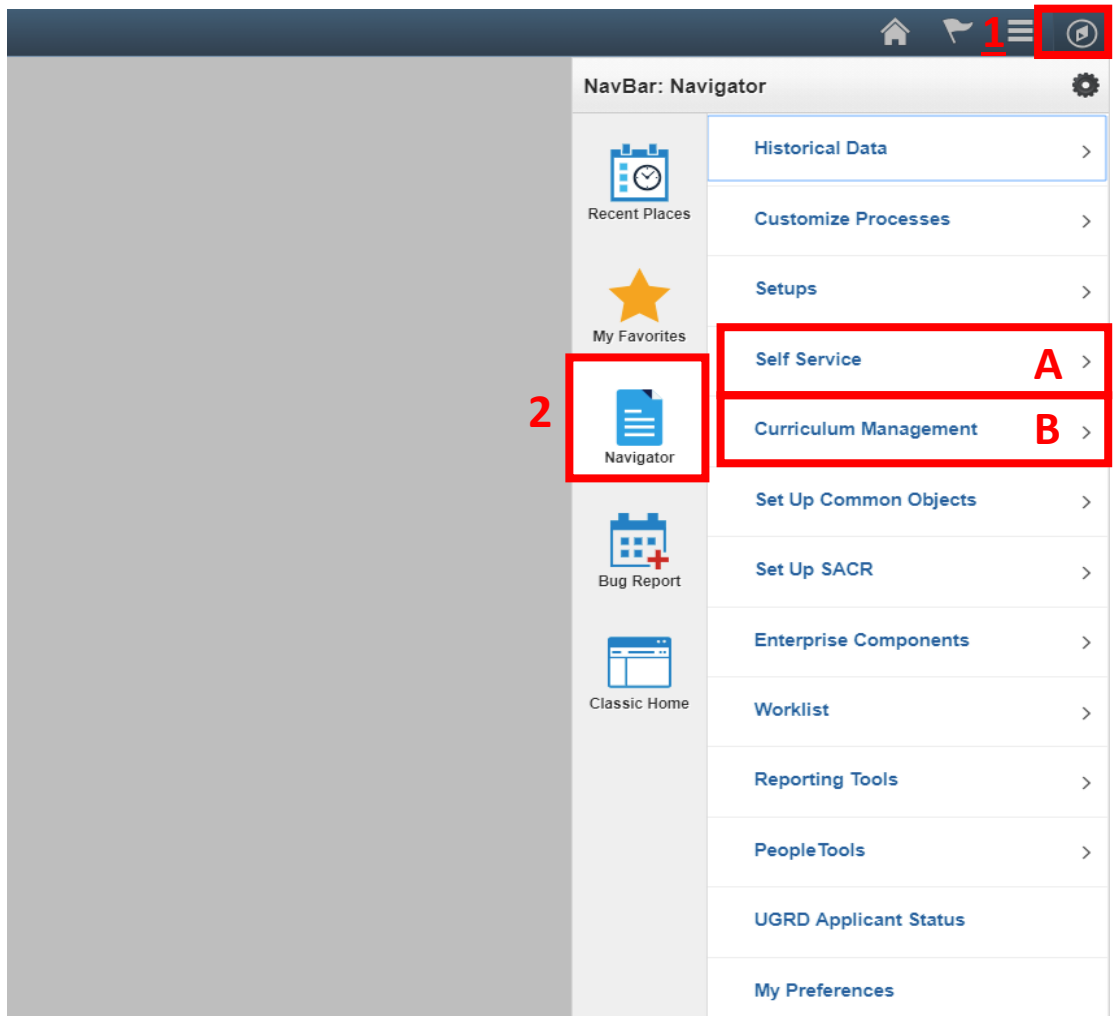 1
NavBar: Navigator
Recent Places
My Favorites
2
Navigator
Bug Report
Classic Home
Historical Data
Customize Processes
Setups
Self Service A
Curriculum Management B
Set Up Common Objects
Set Up SACR
Enterprise Components
Worklist
Reporting Tools
PeopleTools
UGRD Applicant Status
My Preferences